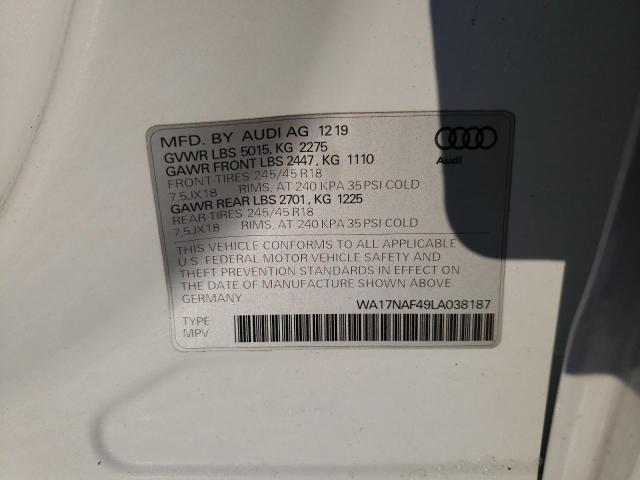 MFD. BY AUDI AG 12 19
GVWR LBS 5015, KG 2275
GAWR FRONT LBS 2447, KG 1110
FRONT-TIRES 245/45 R18
7,5JX18 RIMS, AT 240 KPA 35 PSI COLD
GAWR REAR LBS 2701, KG 1225
REAR-TIRES 245/45 R18
7,5JX18 RIMS, AT 240 KPA 35 PSI COLD
Audi
THIS VEHICLE CONFORMS TO ALL APPLICABLE
U.S. FEDERAL MOTOR VEHICLE SAFETY AND
THEFT PREVENTION STANDARDS IN EFFECT ON
THE DATE OF MANUFACTURE SHOWN ABOVE
GERMANY
WA17NAF49LA038187
TYPE
MPV